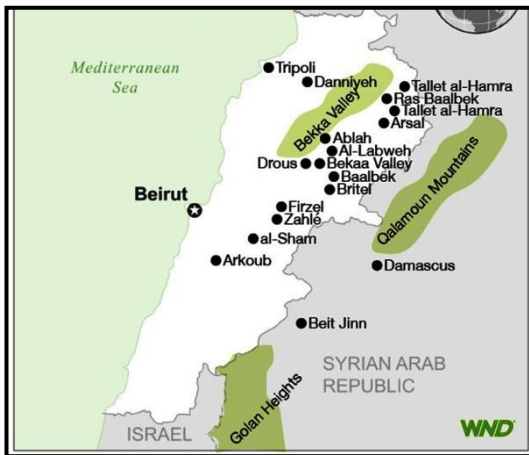 Mediterranean
Sea
Tripoli
Danniyeh
Bekka Valley
Tallet al-Hamra
Ras Baalbek
Tallet al-Hamra
Arsal
Ablah
Al-Labweh
Drous
Bekaa Valley
Baalbek
Britel
Qalamoun Mountains
Beirut
Firzel
Zahlé
al-Sham
Arkoub
Damascus
Beit Jinn
SYRIAN ARAB
REPUBLIC
Golan Heights
ISRAEL
WND